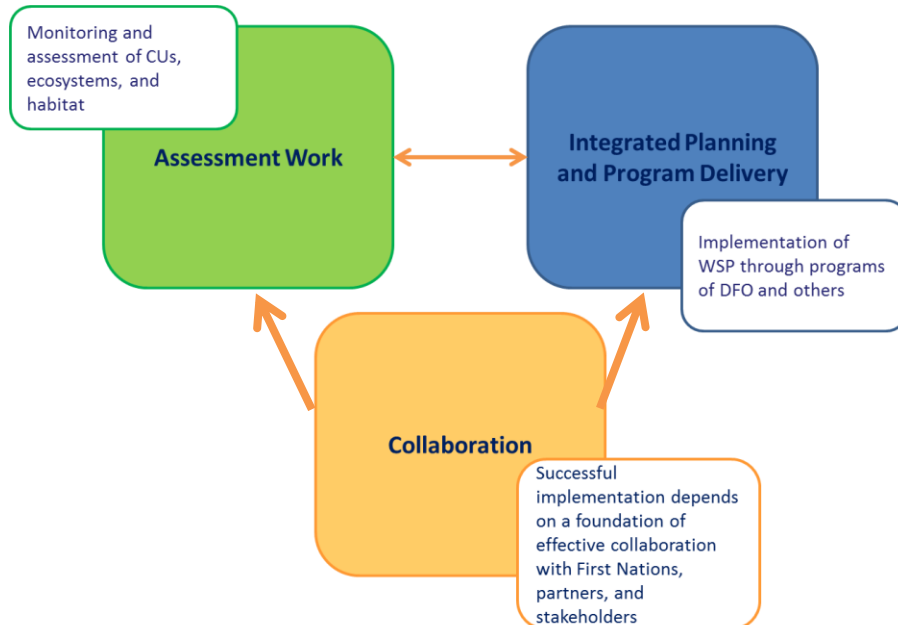 Monitoring and
assessment of CUs,
ecosystems, and
habitat
Assessment Work
Integrated Planning
and Program Delivery
Implementation of
WSP through programs
of DFO and others
Collaboration
Successful
implementation depends
on a foundation of
effective collaboration
with First Nations,
partners, and
stakeholders